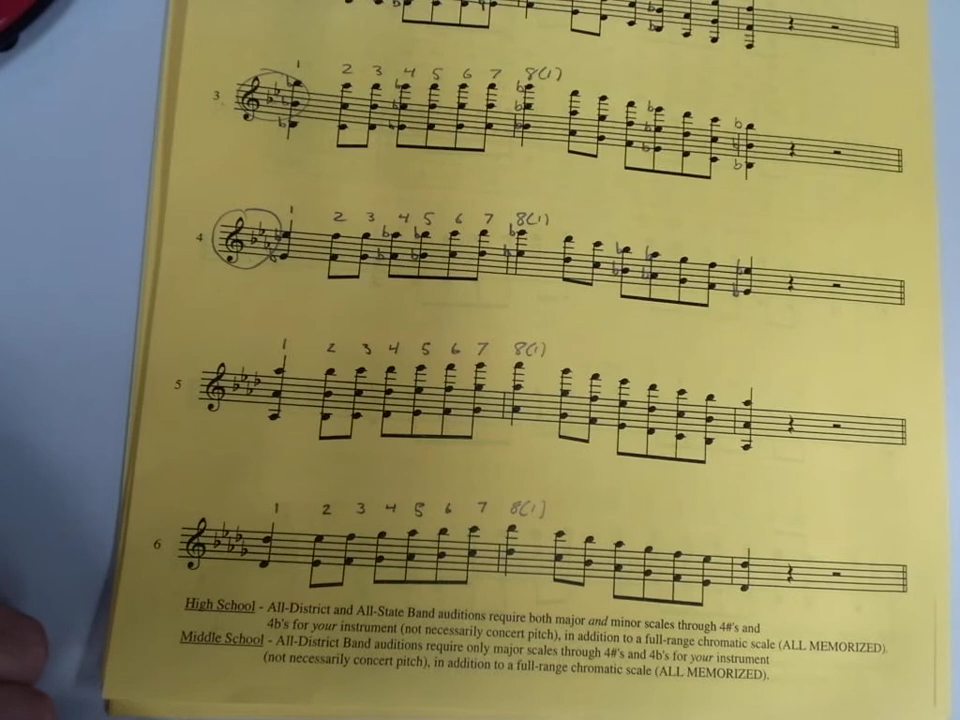 3
1 2 3 4 5 6 7 8(1)
4
1 2 3 4 5 6 7 8(1)
5
1 2 3 4 5 6 7 8(1)
6
1 2 3 4 5 6 7 8(1)
High School - All-District and All-State Band auditions require both major and minor scales through 4#'s and
4b's for your instrument (not necessarily concert pitch), in addition to a full-range chromatic scale (ALL MEMORIZED).
Middle School - All-District Band auditions require only major scales through 4#'s and 4b's for your instrument
(not necessarily concert pitch), in addition to a full-range chromatic scale (ALL MEMORIZED).